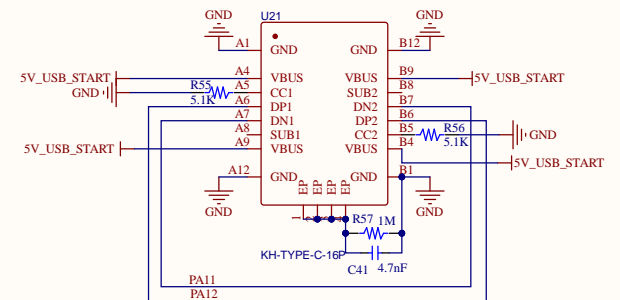 GND U21 GND
A1 GND GND B12
5V_USB_START A4 VBUS VBUS B9 5V_USB_START
GND R55 A5 CC1 SUB2 B8
5.1K A6 DP1 DN2 B7
A7 DN1 DP2 B6
A8 SUB1 CC2 B5 R56 GND
5V_USB_START A9 VBUS VBUS B4 5.1K
5V_USB_START
A12 GND GND B1
EP EP EP EP
GND GND
1 R57 1M
KH-TYPE-C-16P
C41 4.7nF
PA11
PA12